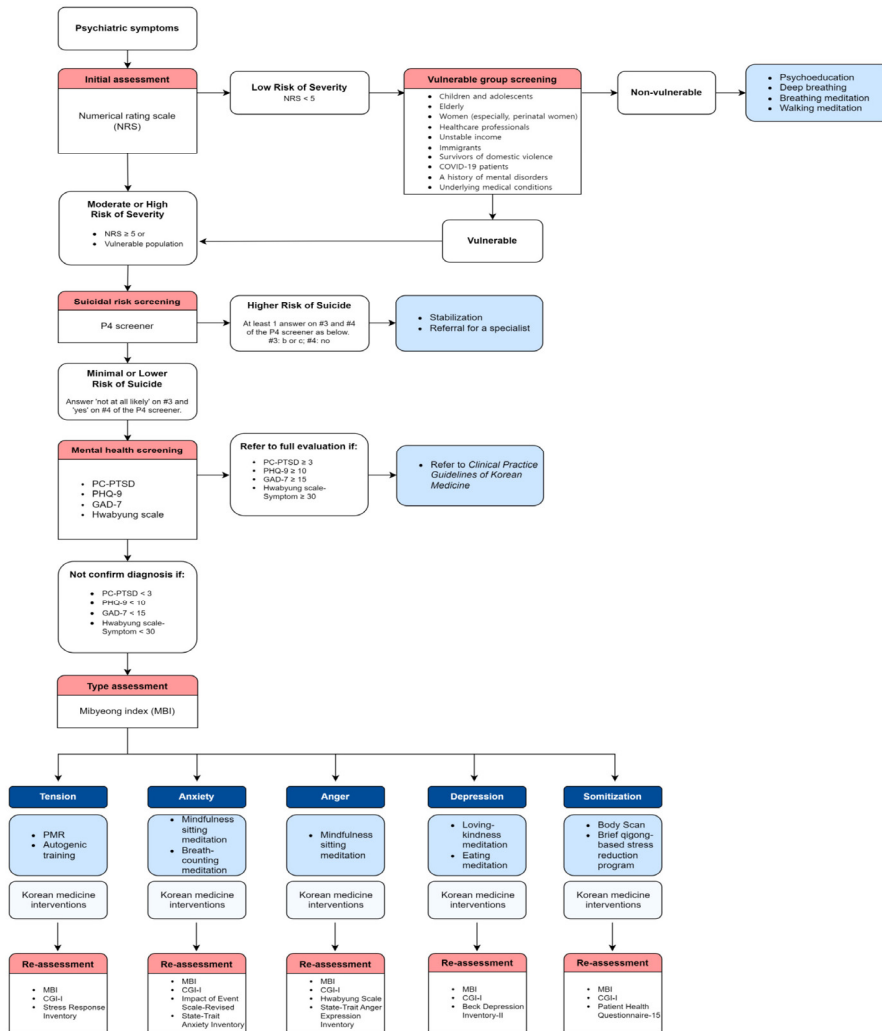 Psychiatric symptoms
Initial assessment
Numerical rating scale
(NRS)
Low Risk of Severity
NRS < 5
Vulnerable group screening
• Children and adolescents
• Elderly
• Women (especially, perinatal women)
• Healthcare professionals
• Unstable income
• Immigrants
• Survivors of domestic violence
• COVID-19 patients
• A history of mental disorders
• Underlying medical conditions
Non-vulnerable
• Psychoeducation
• Deep breathing
• Breathing meditation
• Walking meditation
Moderate or High
Risk of Severity
• NRS ≥ 5 or
• Vulnerable population
Vulnerable
Suicidal risk screening
P4 screener
Higher Risk of Suicide
At least 1 answer on #3 and #4
of the P4 screener as below.
#3: b or c; #4: no
• Stabilization
• Referral for a specialist
Minimal or Lower
Risk of Suicide
Answer 'not at all likely' on #3 and
'yes' on #4 of the P4 screener.
Mental health screening
• PC-PTSD
• PHQ-9
• GAD-7
• Hwabyung scale
Refer to full evaluation if:
• PC-PTSD ≥ 3
• PHQ-9 ≥ 10
• GAD-7 ≥ 15
• Hwabyung scale-
Symptom ≥ 30
• Refer to Clinical Practice
Guidelines of Korean
Medicine
Not confirm diagnosis if:
• PC-PTSD < 3
• PHQ-9 < 10
• GAD-7 < 15
• Hwabyung scale-
Symptom < 30
Type assessment
Mibyeong index (MBI)
Tension
• PMR
• Autogenic
training
Korean medicine
interventions
Re-assessment
• MBI
• CGI-I
• Stress Response
Inventory
Anxiety
• Mindfulness
sitting
meditation
• Breath-
counting
meditation
Korean medicine
interventions
Re-assessment
• MBI
• CGI-I
• Impact of Event
Scale-Revised
• State-Trait
Anxiety Inventory
Anger
• Mindfulness
sitting
meditation
Korean medicine
interventions
Re-assessment
• MBI
• CGI-I
• Hwabyung Scale
• State-Trait Anger
Expression
Inventory
Depression
• Loving-
kindness
meditation
• Eating
meditation
Korean medicine
interventions
Re-assessment
• MBI
• CGI-I
• Beck Depression
Inventory-II
Somitization
• Body Scan
• Brief qigong-
based stress
reduction
program
Korean medicine
interventions
Re-assessment
• MBI
• CGI-I
• Patient Health
Questionnaire-15